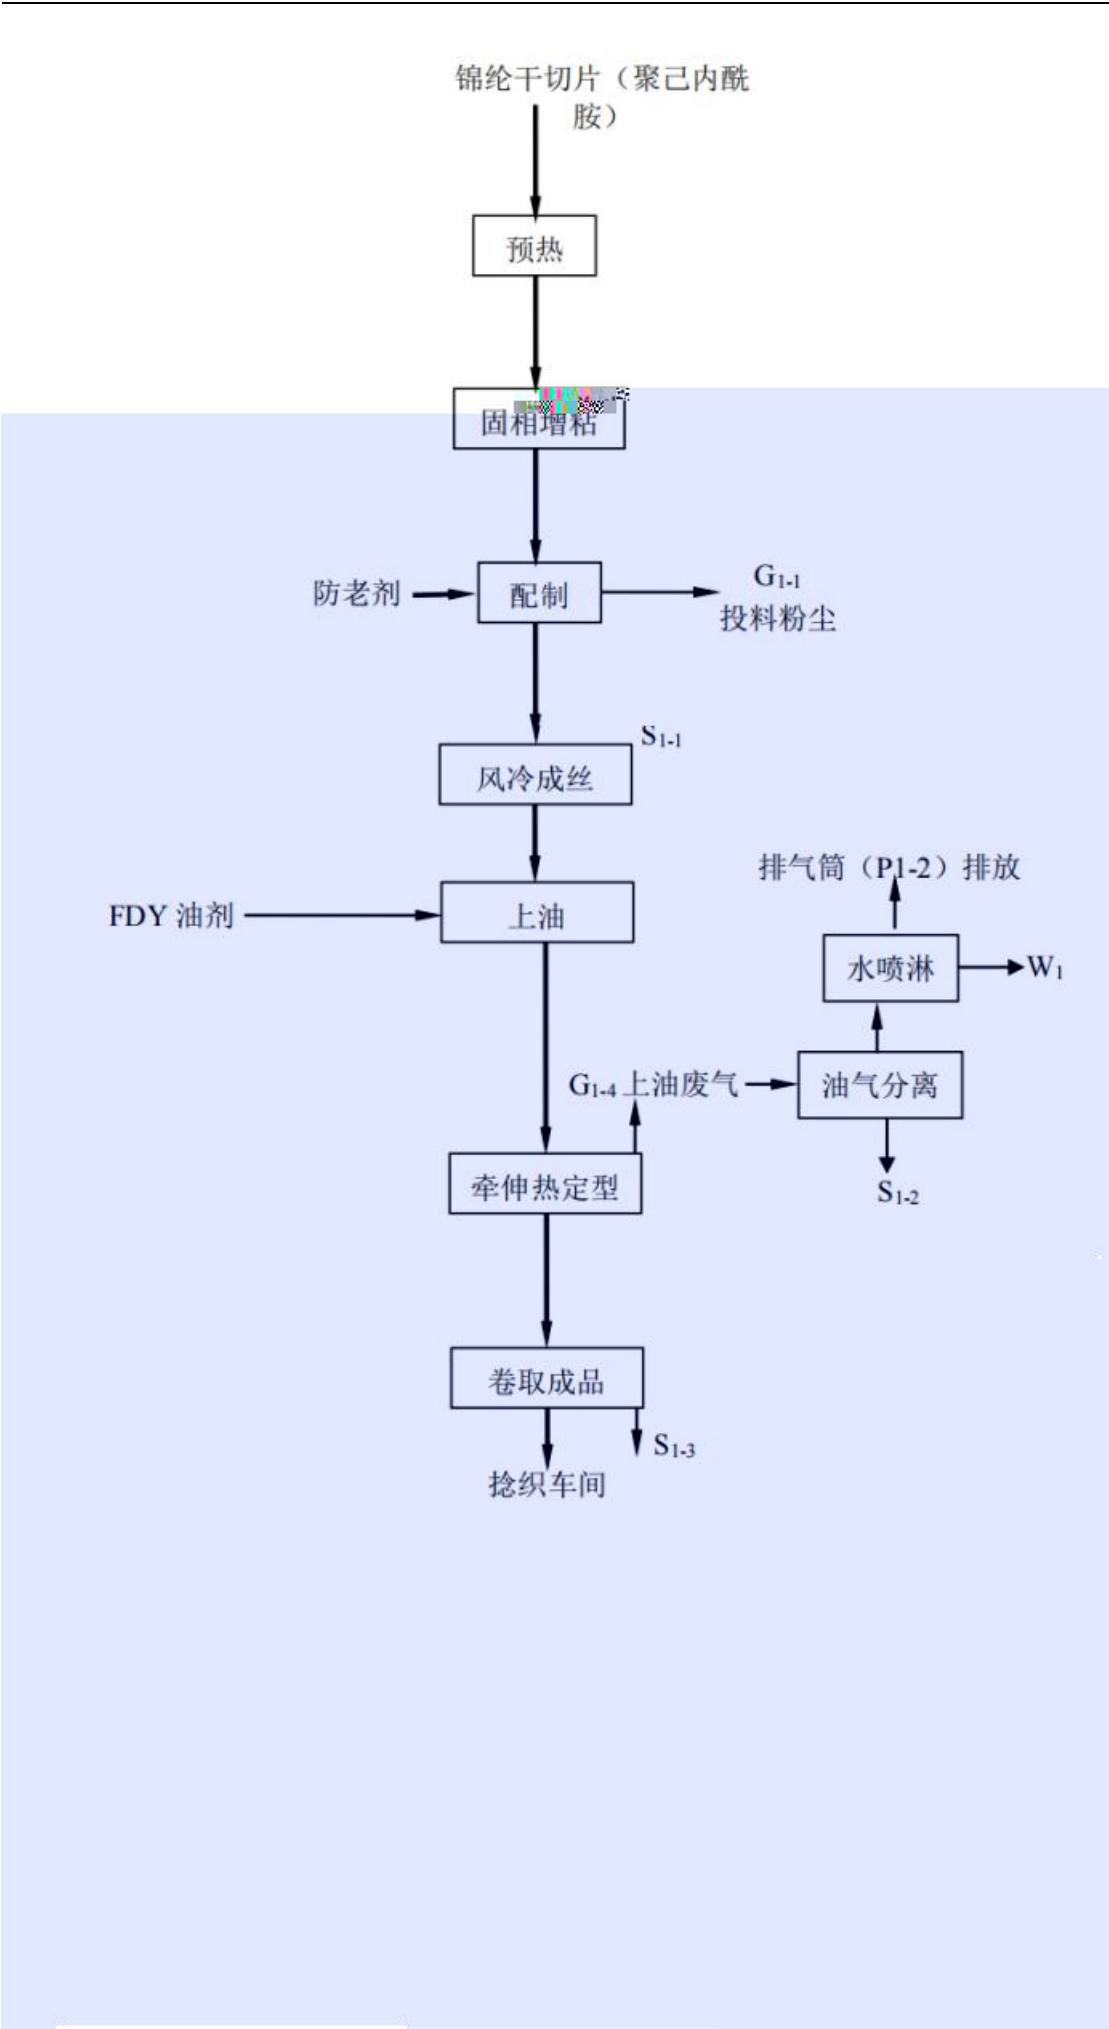 锦纶干切片（聚己内酰
胺）
预热
固相增粘
防老剂
配制
G1-1
投料粉尘
S1-1
风冷成丝
排气筒（P1-2）排放
FDY 油剂
上油
水喷淋
W1
G1-4 上油废气
油气分离
牵伸热定型
S1-2
卷取成品
S1-3
捻织车间